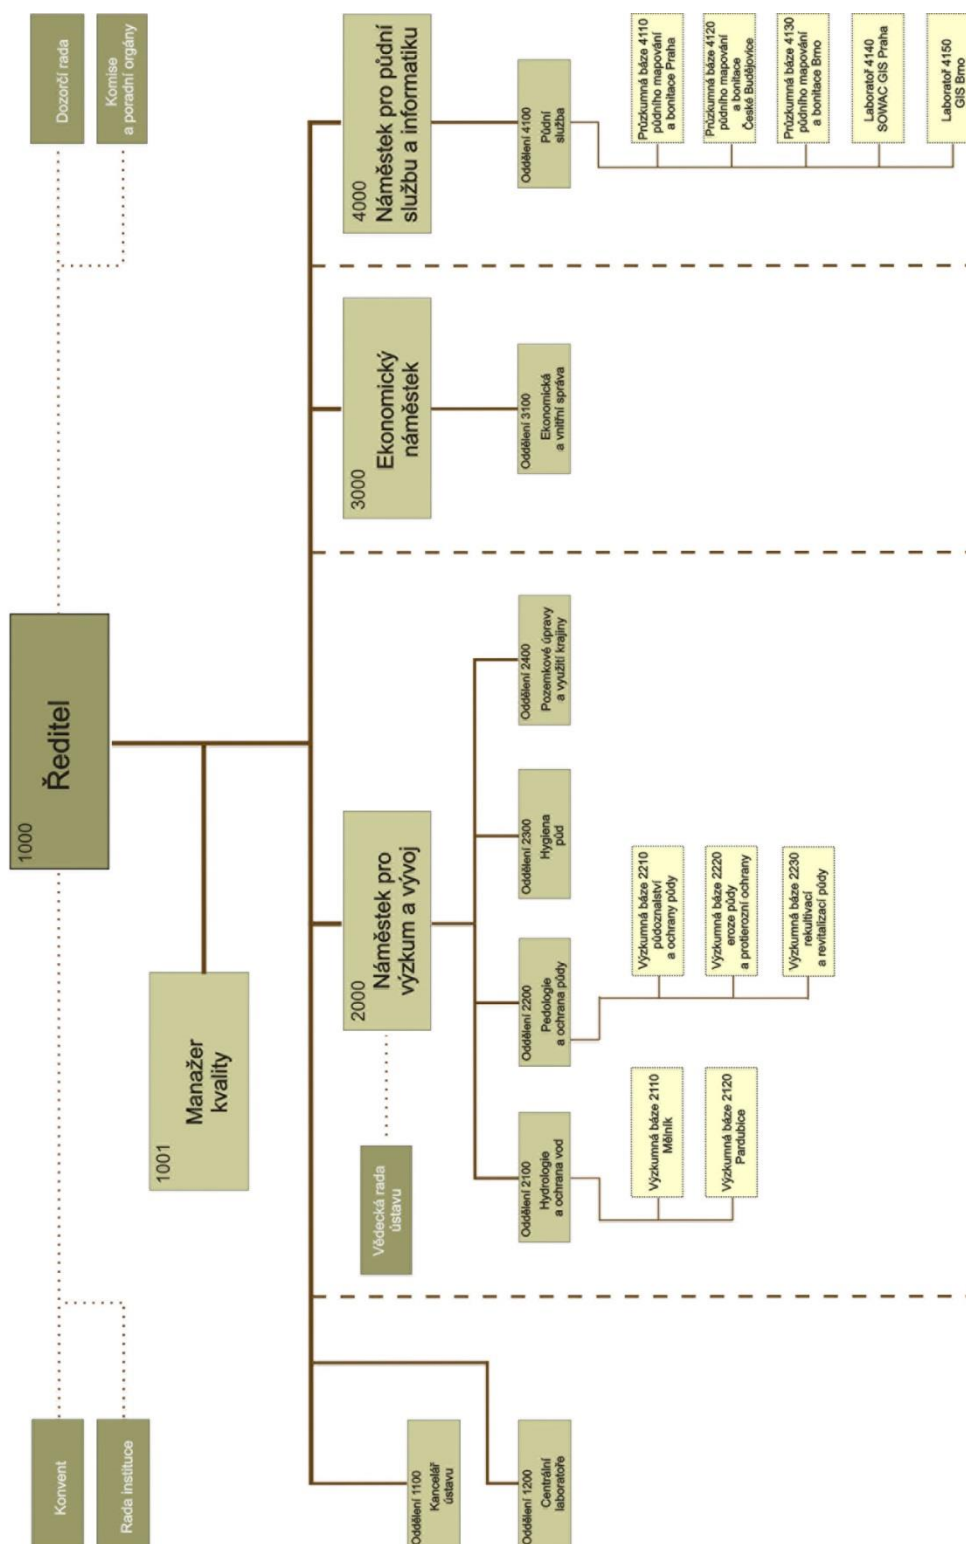 1000
Ředitel
Konvent
Rada instituce
Dozorčí rada
Komise
a poradní orgány
1001
Manažer
kvality
2000
Náměstek pro
výzkum a vývoj
3000
Ekonomický
náměstek
4000
Náměstek pro půdní
službu a informatiku
Vědecká rada
ústavu
Oddělení 1100
Kancelář
ústavu
Oddělení 1200
Centrální
laboratoře
Oddělení 2100
Hydrologie
a ochrana vod
Oddělení 2200
Pedologie
a ochrana půdy
Oddělení 2300
Hygiena
půd
Oddělení 2400
Pozemkové úpravy
a využití krajiny
Oddělení 3100
Ekonomická
a vnitřní správa
Oddělení 4100
Půdní
služba
Výzkumná báze 2110
Mělník
Výzkumná báze 2120
Pardubice
Výzkumná báze 2210
půdoznalství
a ochrany půdy
Výzkumná báze 2220
eroze půdy
a protierozní ochrany
Výzkumná báze 2230
rekultivací
a revitalizací půdy
Průzkumná báze 4110
půdního mapování
a bonitace Praha
Průzkumná báze 4120
půdního mapování
a bonitace
České Budějovice
Průzkumná báze 4130
půdního mapování
a bonitace Brno
Laboratoř 4140
SOWAC GIS Praha
Laboratoř 4150
GIS Brno